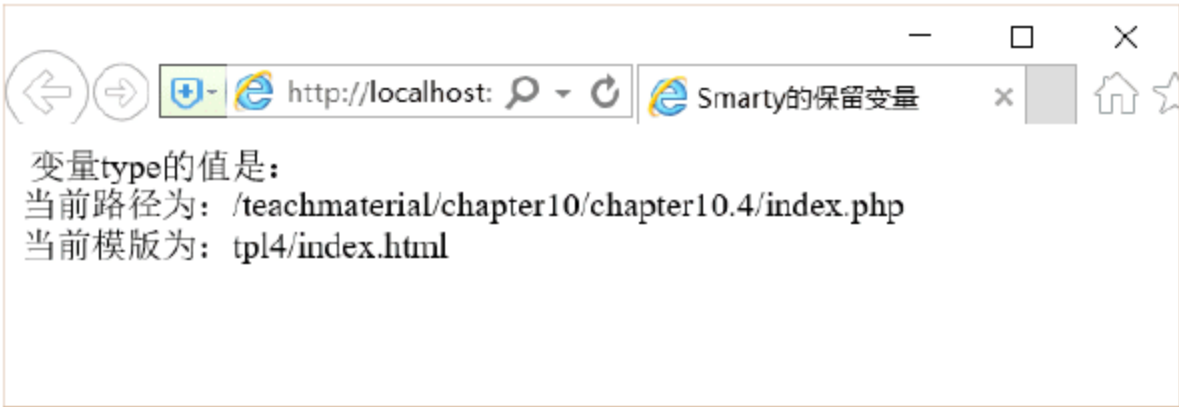 http://localhost:
Smarty的保留变量
变量type的值是：
当前路径为：/teachmaterial/chapter10/chapter10.4/index.php
当前模版为：tpl4/index.html